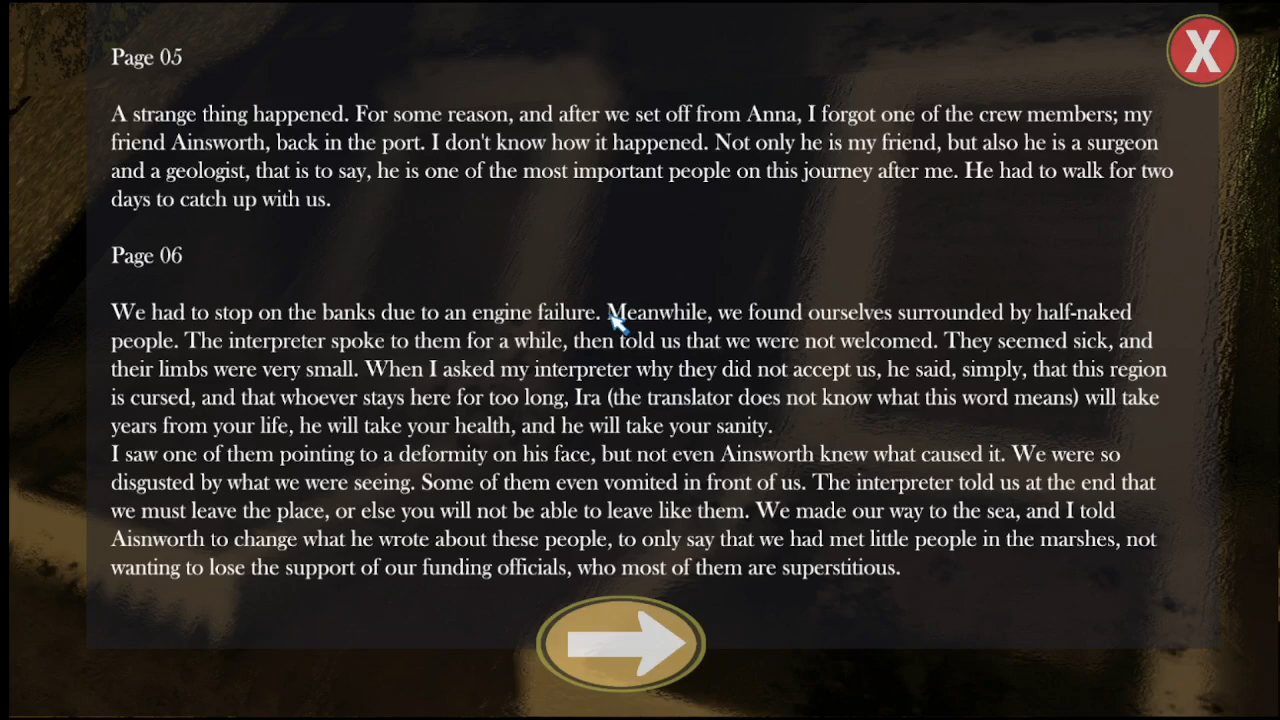 Page 05
A strange thing happened. For some reason, and after we set off from Anna, I forgot one of the crew members; my
friend Ainsworth, back in the port. I don't know how it happened. Not only he is my friend, but also he is a surgeon
and a geologist, that is to say, he is one of the most important people on this journey after me. He had to walk for two
days to catch up with us.
Page 06
We had to stop on the banks due to an engine failure. Meanwhile, we found ourselves surrounded by half-naked
people. The interpreter spoke to them for a while, then told us that we were not welcomed. They seemed sick, and
their limbs were very small. When I asked my interpreter why they did not accept us, he said, simply, that this region
is cursed, and that whoever stays here for too long, Ira (the translator does not know what this word means) will take
years from your life, he will take your health, and he will take your sanity.
I saw one of them pointing to a deformity on his face, but not even Ainsworth knew what caused it. We were so
disgusted by what we were seeing. Some of them even vomited in front of us. The interpreter told us at the end that
we must leave the place, or else you will not be able to leave like them. We made our way to the sea, and I told
Aisnworth to change what he wrote about these people, to only say that we had met little people in the marshes, not
wanting to lose the support of our funding officials, who most of them are superstitious.
X